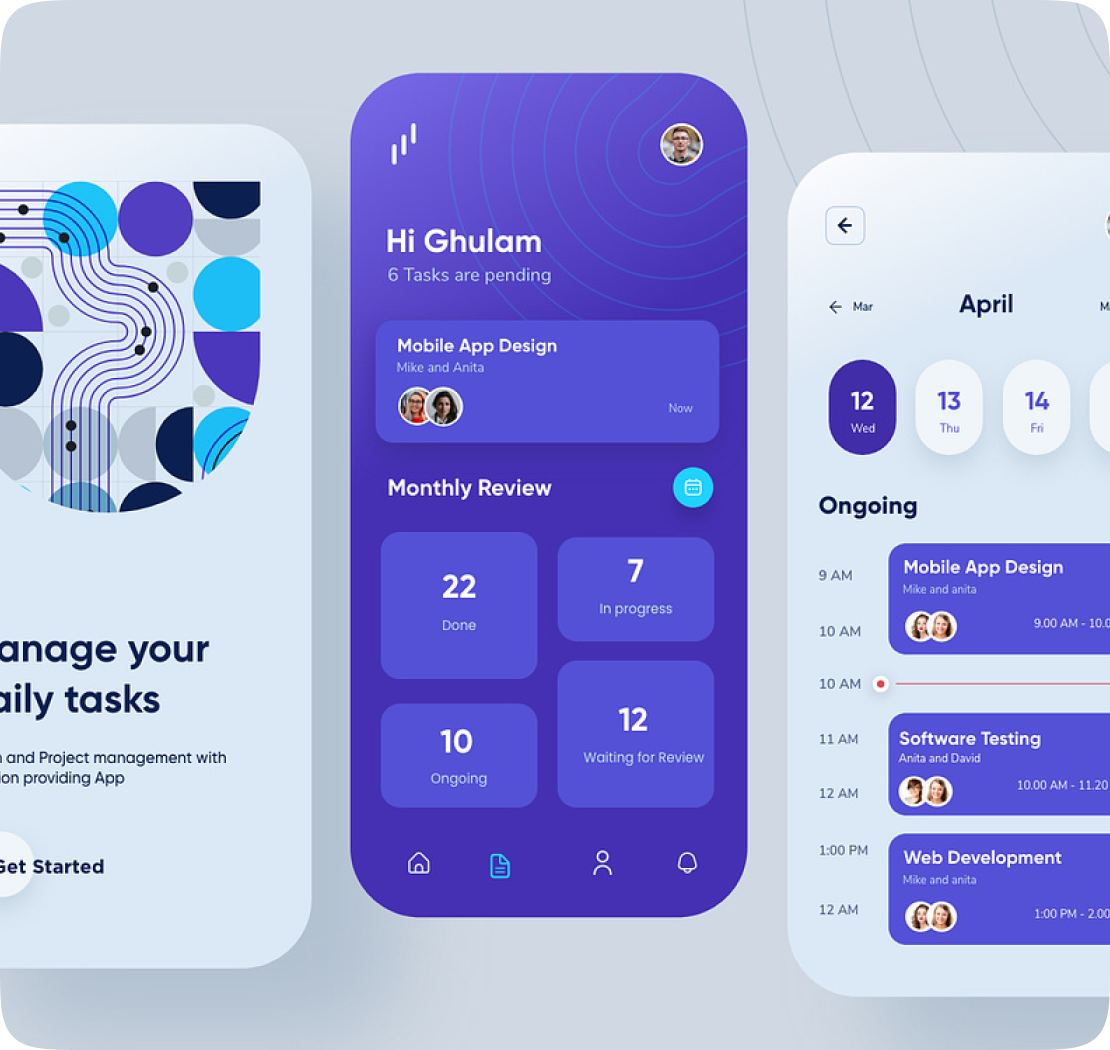 anage your
aily tasks
and Project management with
ion providing App
Get Started
Hi Ghulam
6 Tasks are pending
Mobile App Design
Mike and Anita
Now
Monthly Review
22
Done
7
In progress
10
Ongoing
12
Waiting for Review
Mar
April
12
Wed
13
Thu
14
Fri
Ongoing
9 AM
Mobile App Design
Mike and anita
9.00 AM - 10.0
10 AM
10 AM
11 AM
Software Testing
Anita and David
10.00 AM - 11.20
12 AM
1:00 PM
Web Development
Mike and anita
1:00 PM - 2.00
12 AM